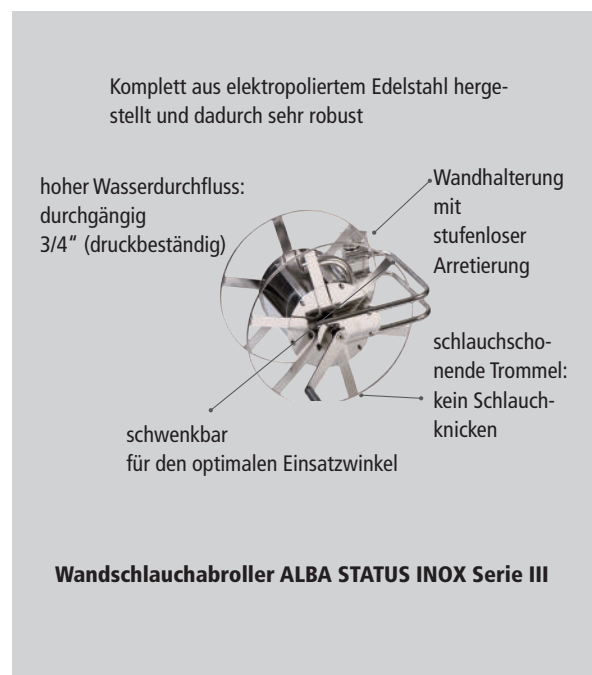 Komplett aus elektropoliertem Edelstahl herge-
stellt und dadurch sehr robust
hoher Wasserdurchfluss:
durchgängig
3/4“ (druckbeständig)
Wandhalterung
mit
stufenloser
Arretierung
schlauchscho-
nende Trommel:
kein Schlauch-
knicken
schwenkbar
für den optimalen Einsatzwinkel
Wandschlauchabroller ALBA STATUS INOX Serie III